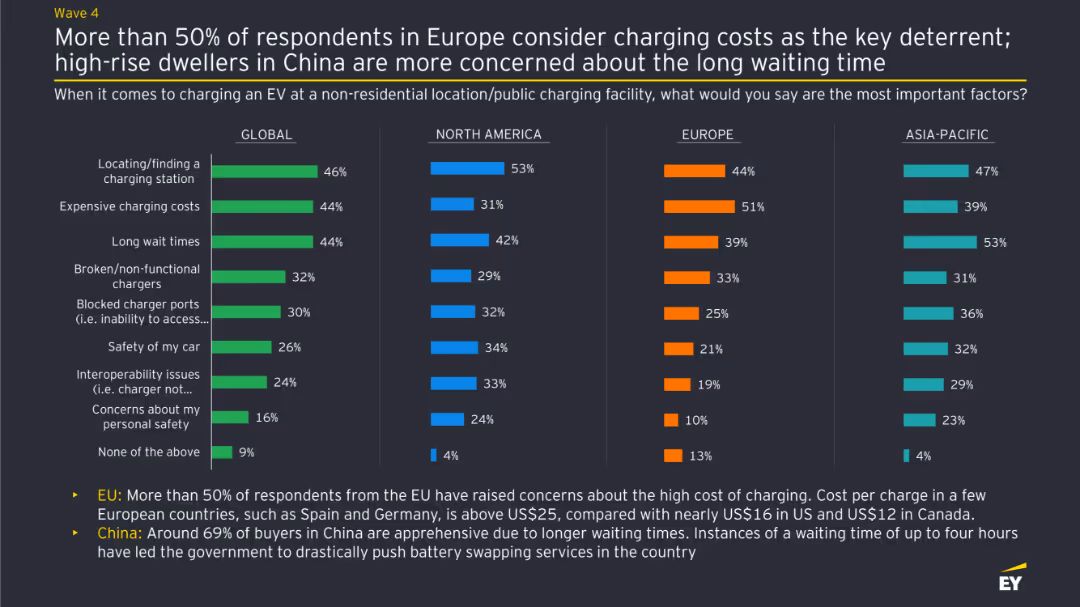 Wave 4
More than 50% of respondents in Europe consider charging costs as the key deterrent;
high-rise dwellers in China are more concerned about the long waiting time
When it comes to charging an EV at a non-residential location/public charging facility, what would you say are the most important factors?
GLOBAL NORTH AMERICA EUROPE ASIA-PACIFIC
Locating/finding a
charging station 46% 53% 44% 47%
Expensive charging costs 44% 31% 51% 39%
Long wait times 44% 42% 39% 53%
Broken/non-functional
chargers 32% 29% 33% 31%
Blocked charger ports
(i.e. inability to access... 30% 32% 25% 36%
Safety of my car 26% 34% 21% 32%
Interoperability issues
(i.e. charger not... 24% 33% 19% 29%
Concerns about my
personal safety 16% 24% 10% 23%
None of the above 9% 4% 13% 4%
EU: More than 50% of respondents from the EU have raised concerns about the high cost of charging. Cost per charge in a few
European countries, such as Spain and Germany, is above US$25, compared with nearly US$16 in US and US$12 in Canada.
China: Around 69% of buyers in China are apprehensive due to longer waiting times. Instances of a waiting time of up to four hours
have led the government to drastically push battery swapping services in the country
EY